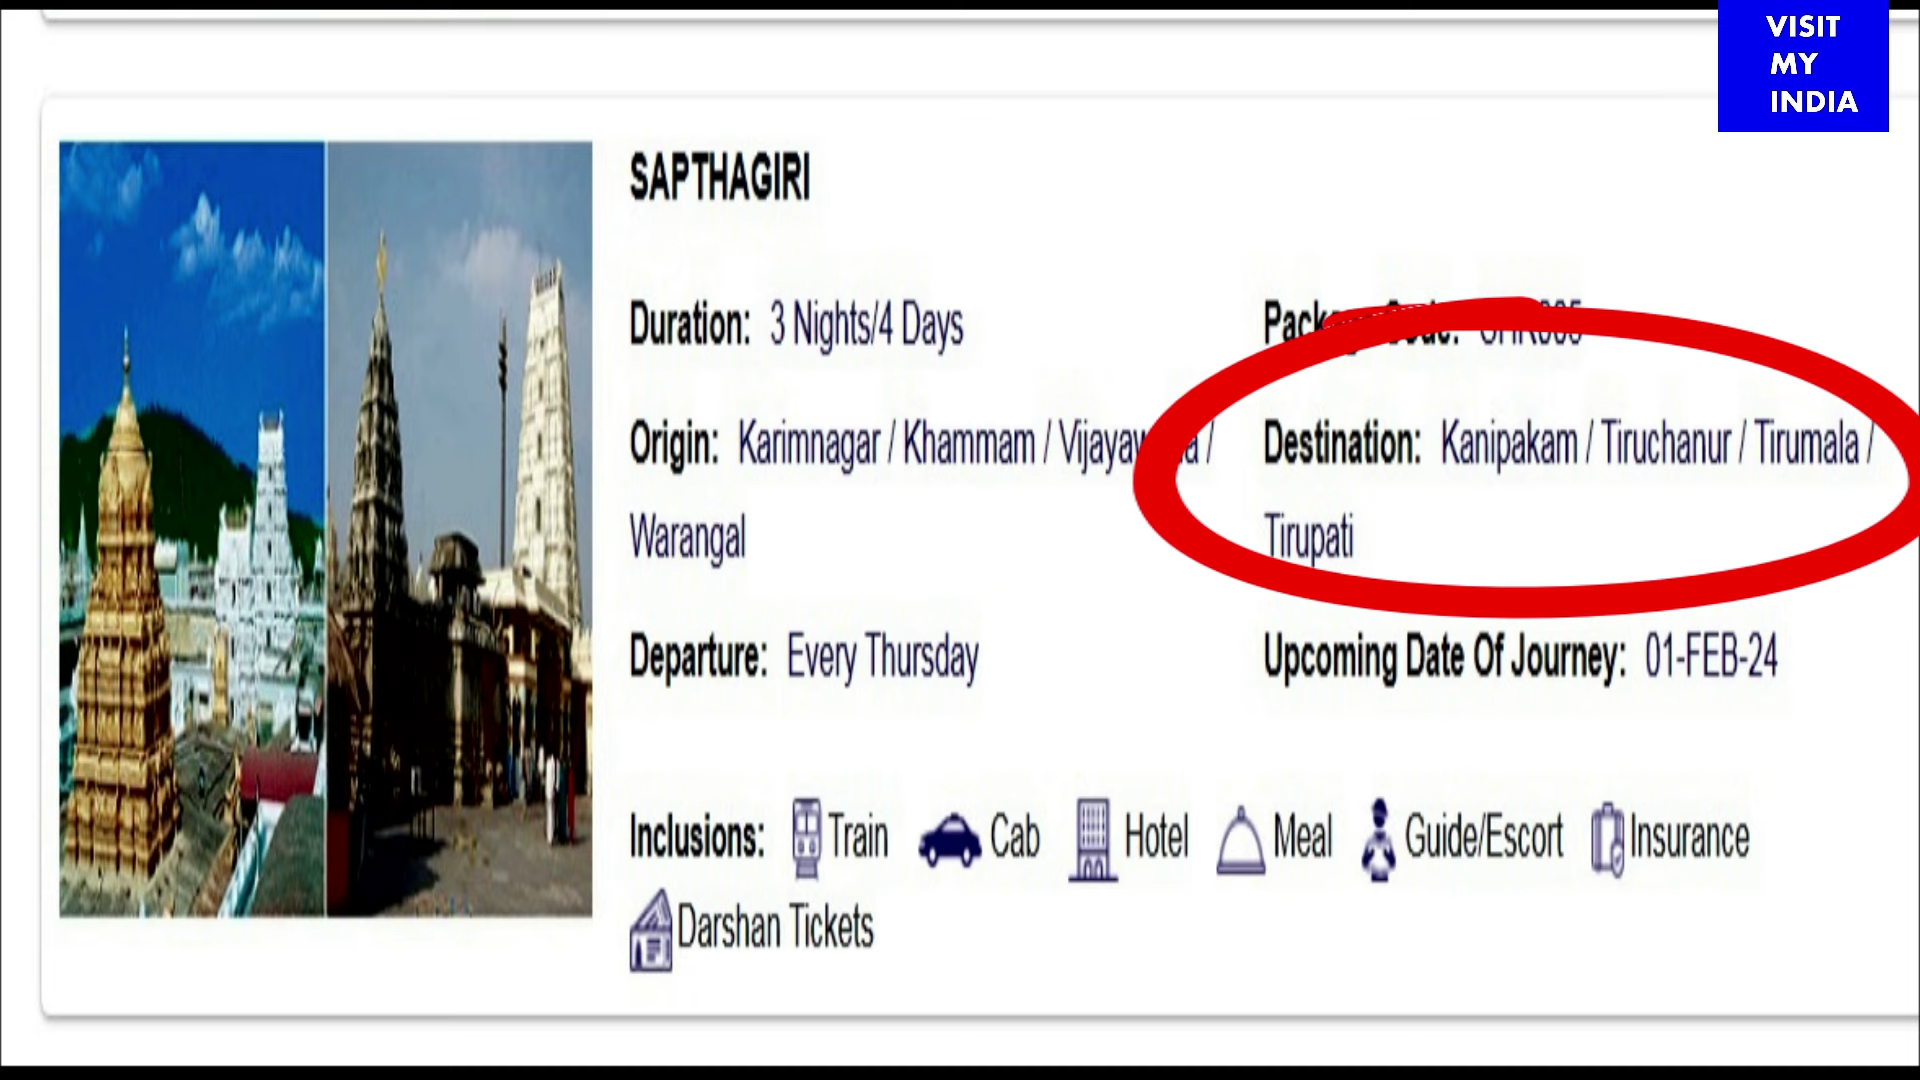 VISIT
MY
INDIA
SAPTHAGIRI
Duration: 3 Nights/4 Days
Origin: Karimnagar / Khammam / /
Warangal
Destination: Kanipakam / Tiruchanur / Tirumala /
Tirupati
Departure: Every Thursday
Upcoming Date Of Journey: 01-FEB-24
Inclusions: Train Cab Hotel Meal Guide/Escort Insurance
Darshan Tickets